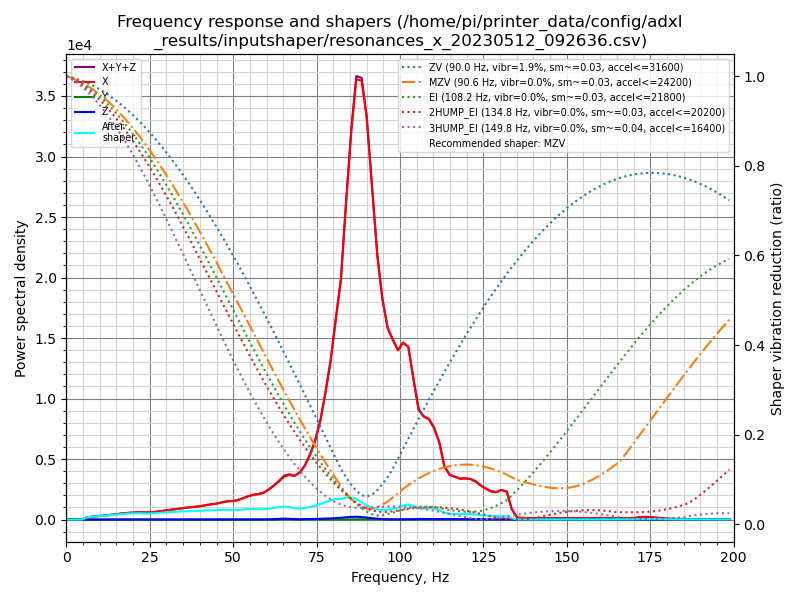 Frequency response and shapers (/home/pi/printer_data/config/adxl
_results/inputshaper/resonances_x_20230512_092636.csv)
1e4
X+Y+Z
X
Y
Z
After
shaper
ZV (90.0 Hz, vibr=1.9%, sm~=0.03, accel<=31600)
MZV (90.6 Hz, vibr=0.0%, sm~=0.03, accel<=24200)
EI (108.2 Hz, vibr=0.0%, sm~=0.03, accel<=21800)
2HUMP_EI (134.8 Hz, vibr=0.0%, sm~=0.03, accel<=20200)
3HUMP_EI (149.8 Hz, vibr=0.0%, sm~=0.04, accel<=16400)
Recommended shaper: MZV
Power spectral density
3.5
3.0
2.5
2.0
1.5
1.0
0.5
0.0
1.0
0.8
0.6
0.4
0.2
0.0
Shaper vibration reduction (ratio)
0 25 50 75 100 125 150 175 200
Frequency, Hz